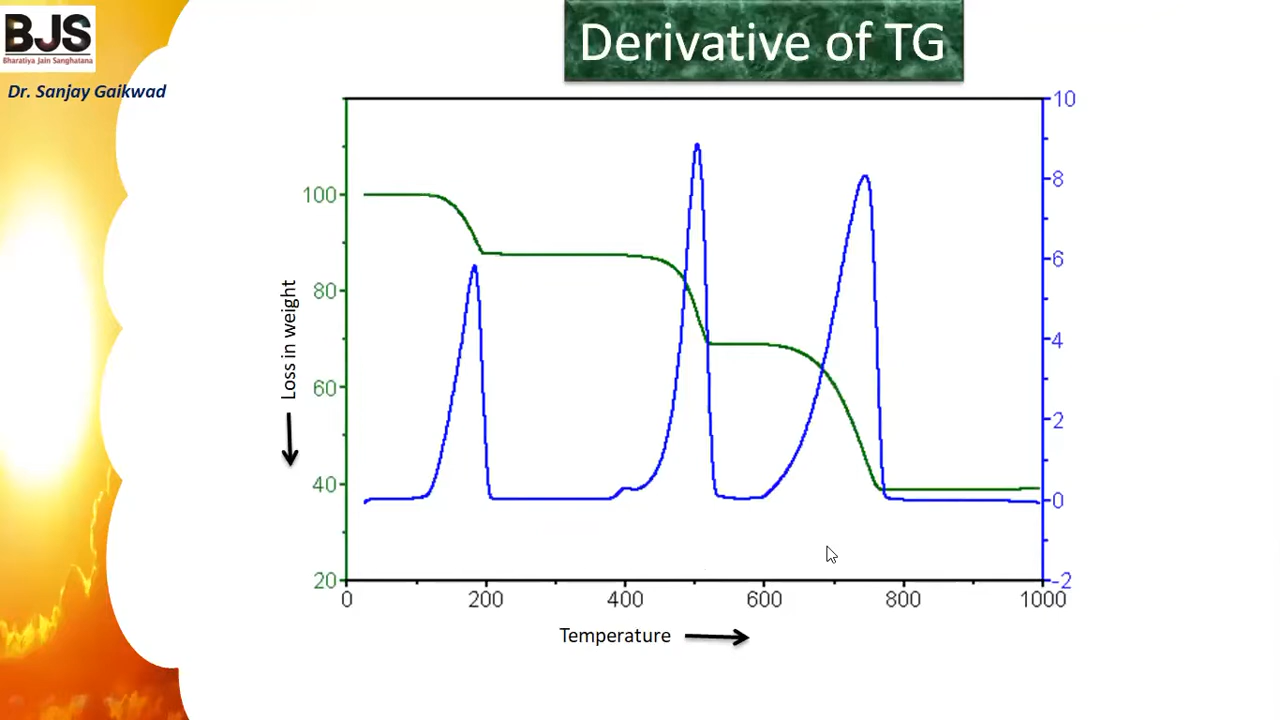 BJS
Bharatiya Jain Sanghatana
Dr. Sanjay Gaikwad
Derivative of TG
100
80
60
40
20
Loss in weight
10
8
6
4
2
0
-2
0 200 400 600 800 1000
Temperature